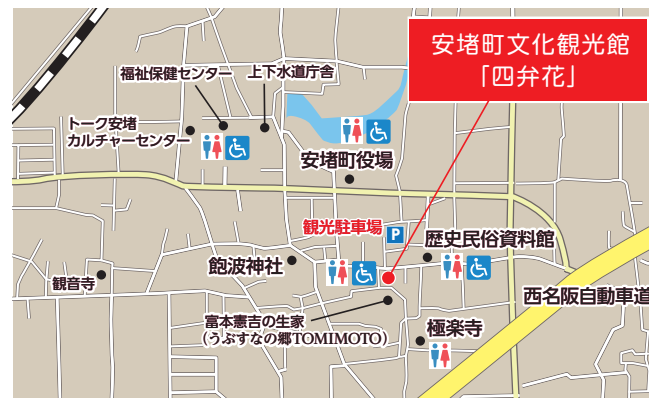 安堵町文化観光館
「四弁花」
福祉保健センター
上下水道庁舎
トーク安堵
カルチャーセンター
安堵町役場
観光駐車場
P
歴史民俗資料館
飽波神社
観音寺
西名阪自動車道
富本憲吉の生家
(うぶすなの郷TOMIMOTO)
極楽寺